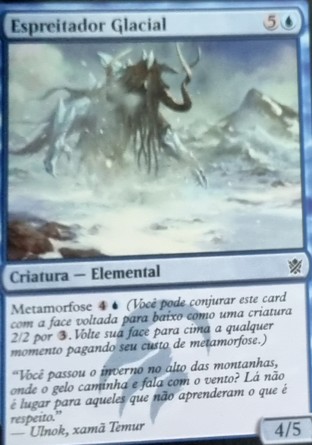 Espreitador Glacial 5
Criatura — Elemental
Metamorfose 4 (Você pode conjurar este card
com a face voltada para baixo como uma criatura
2/2 por 3. Volte sua face para cima a qualquer
momento pagando seu custo de metamorfose.)
“Você passou o inverno no alto das montanhas,
onde o gelo caminha e fala com o vento? Lá não
é lugar para aqueles que não aprenderam o que é
respeito.”
— Ulnok, xamã Temur
4/5